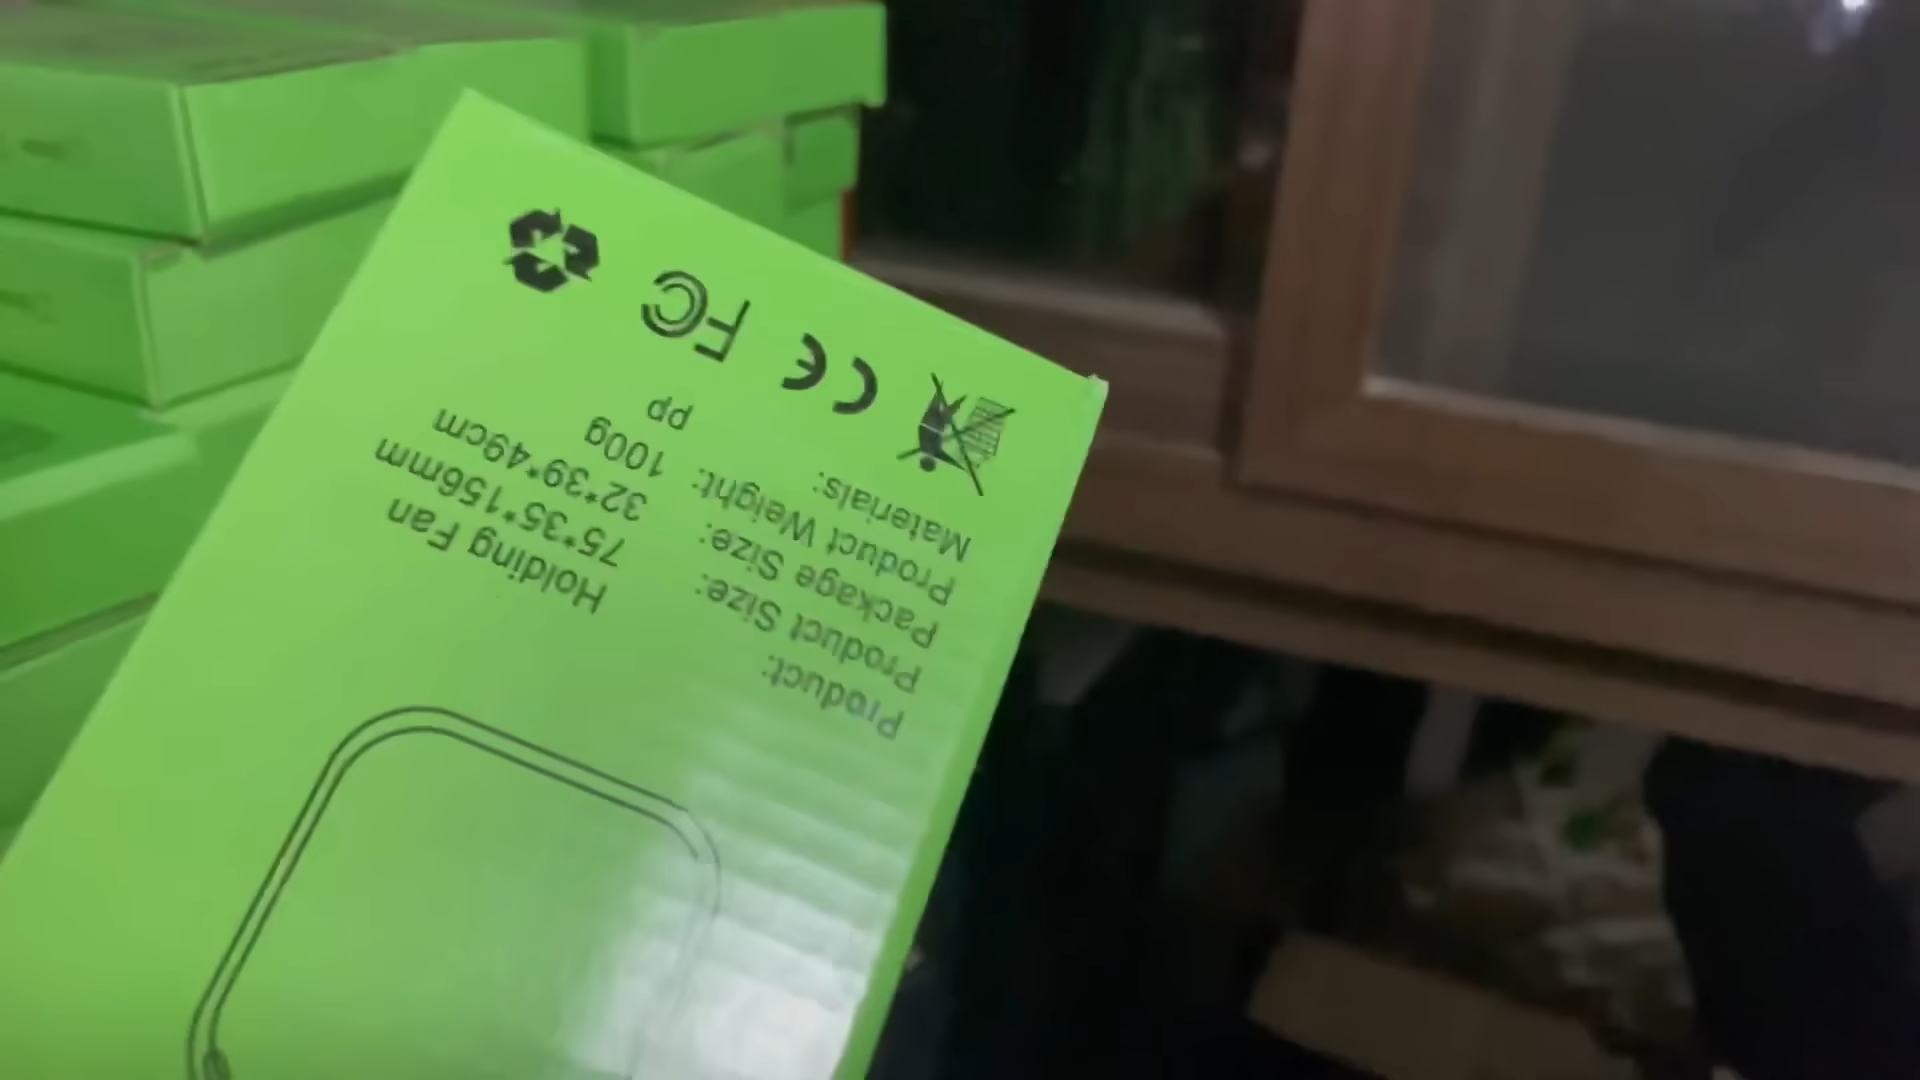 Product: Holding Fan
Product Size: 75*35*156mm
Package Size: 32*39*49cm
Product Weight: 100g
Materials: pp
CE FC